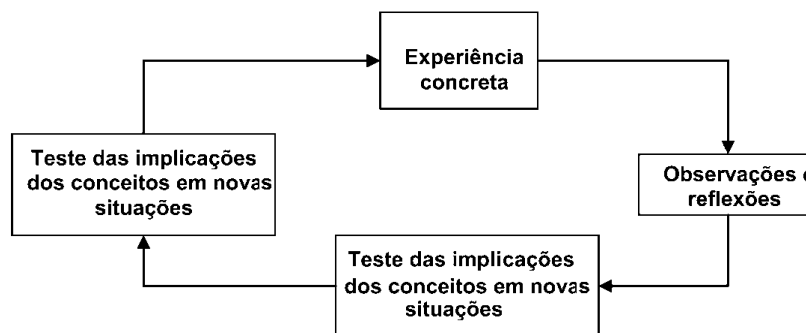 Experiência
concreta
Teste das implicações
dos conceitos em novas
situações
Observações e
reflexões
Teste das implicações
dos conceitos em novas
situações